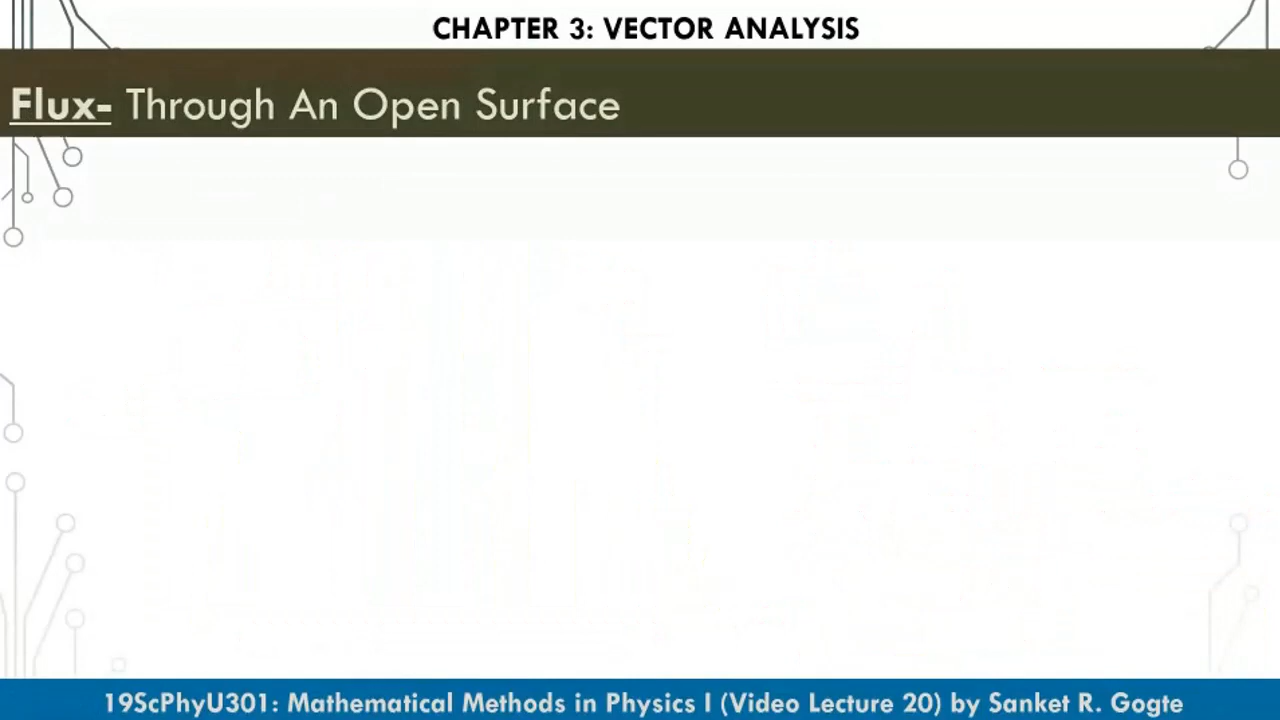 CHAPTER 3: VECTOR ANALYSIS
Flux- Through An Open Surface
19ScPhyU301: Mathematical Methods in Physics I (Video Lecture 20) by Sanket R. Gogte